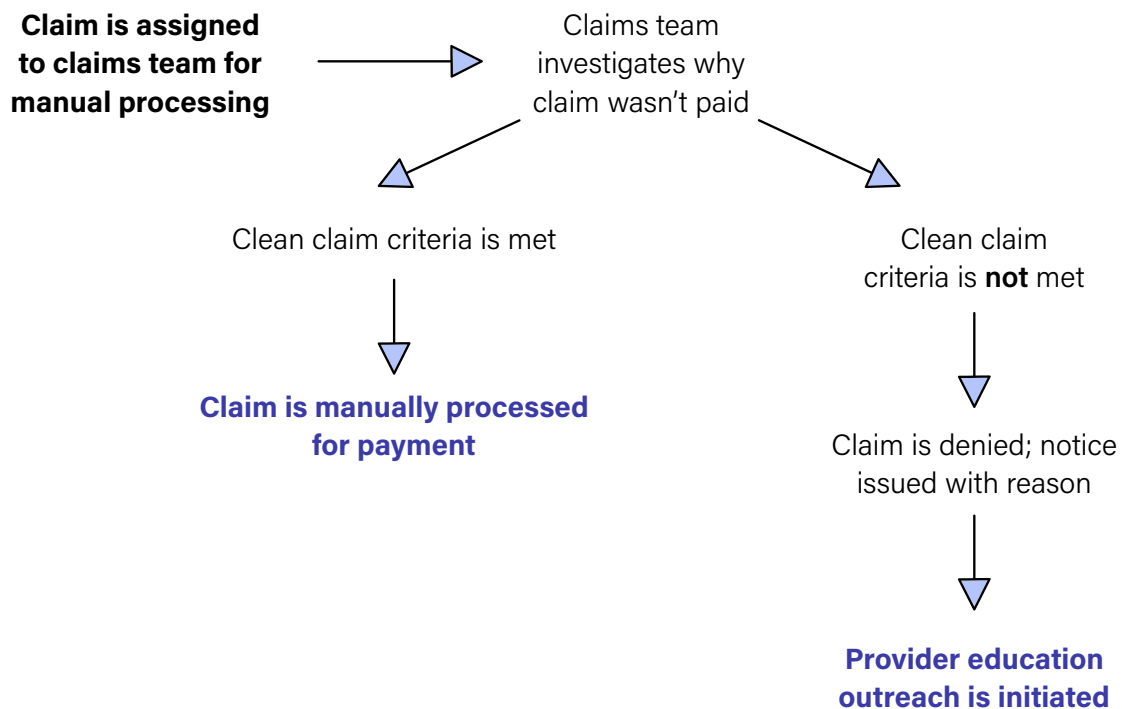 Claim is assigned
to claims team for
manual processing
Claims team
investigates why
claim wasn't paid
Clean claim criteria is met
Claim is manually processed
for payment
Clean claim
criteria is not met
Claim is denied; notice
issued with reason
Provider education
outreach is initiated